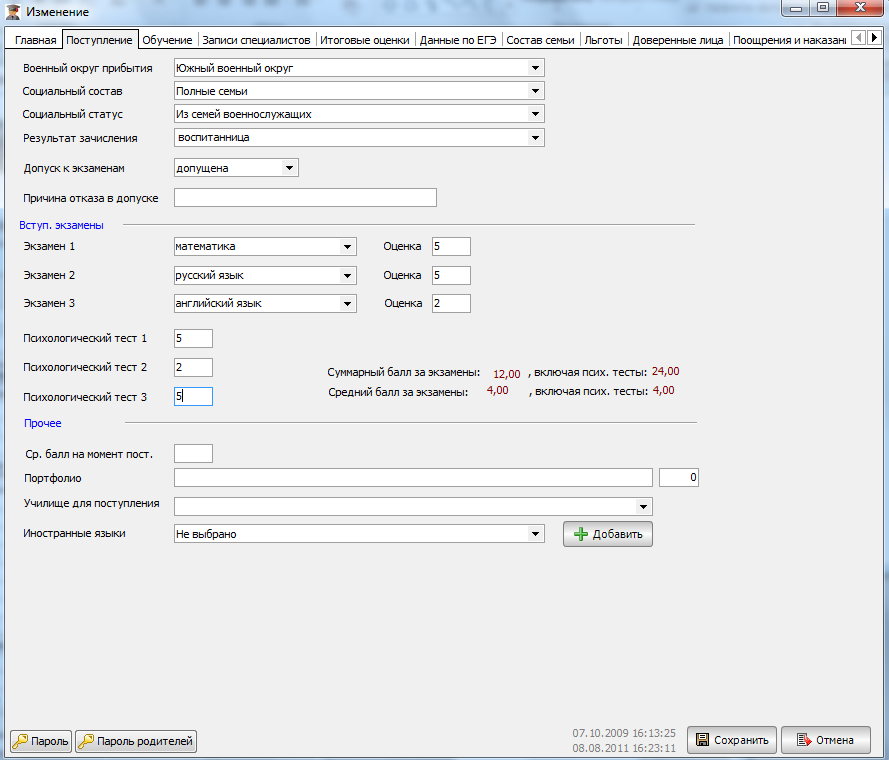 Изменение
Главная Поступление Обучение Записи специалистов Итоговые оценки Данные по ЕГЭ Состав семьи Льготы Доверенные лица Поощрения и наказани
Военный округ прибытия Южный военный округ
Социальный состав Полные семьи
Социальный статус Из семей военнослужащих
Результат зачисления воспитанница
Допуск к экзаменам допущена
Причина отказа в допуске
Вступ. экзамены
Экзамен 1 математика Оценка 5
Экзамен 2 русский язык Оценка 5
Экзамен 3 английский язык Оценка 2
Психологический тест 1 5
Психологический тест 2 2 Суммарный балл за экзамены: 12,00 , включая псих. тесты: 24,00
Психологический тест 3 5 Средний балл за экзамены: 4,00 , включая псих. тесты: 4,00
Прочее
Ср. балл на момент пост.
Портфолио 0
Училище для поступления
Иностранные языки Не выбрано Добавить
Пароль Пароль родителей 07.10.2009 16:13:25 Сохранить Отмена
08.08.2011 16:23:11